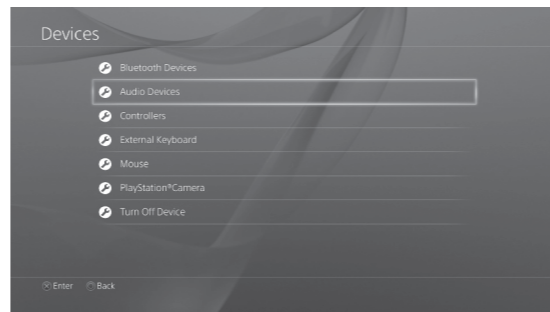 Devices
Bluetooth Devices
Audio Devices
Controllers
External Keyboard
Mouse
PlayStation®Camera
Turn Off Device
Enter Back